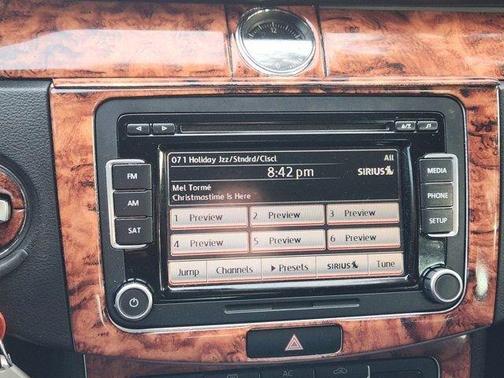 071 Holiday Jzz/Stndrd/Clscl All
8:42 pm SIRIUS
Mel Tormé
Christmastime Is Here
1 Preview 2 Preview 3 Preview
4 Preview 5 Preview 6 Preview
Jump Channels Presets SIRIUS Tune
FM
AM
SAT
MEDIA
PHONE
SETUP
AC